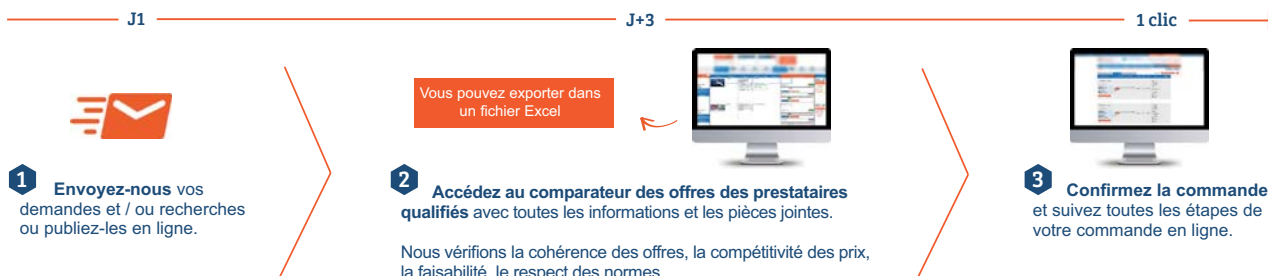 J1
J+3
1 clic
Vous pouvez exporter dans
un fichier Excel
1
Envoyez-nous vos
demandes et / ou recherches
ou publiez-les en ligne.
2
Accédez au comparateur des offres des prestataires
qualifiés avec toutes les informations et les pièces jointes.
Nous vérifions la cohérence des offres, la compétitivité des prix,
la faisabilité, le respect des normes
3
Confirmez la commande
et suivez toutes les étapes de
votre commande en ligne.